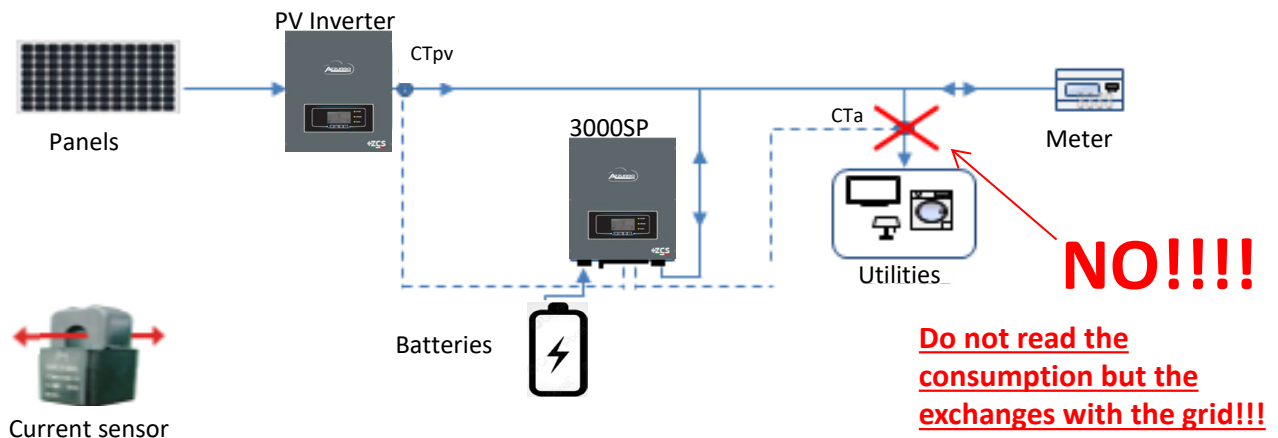 PV Inverter
CTpv
Panels
3000SP
CTa
Meter
Utilities
NO!!!!
Batteries
Do not read the
consumption but the
exchanges with the grid!!!
Current sensor